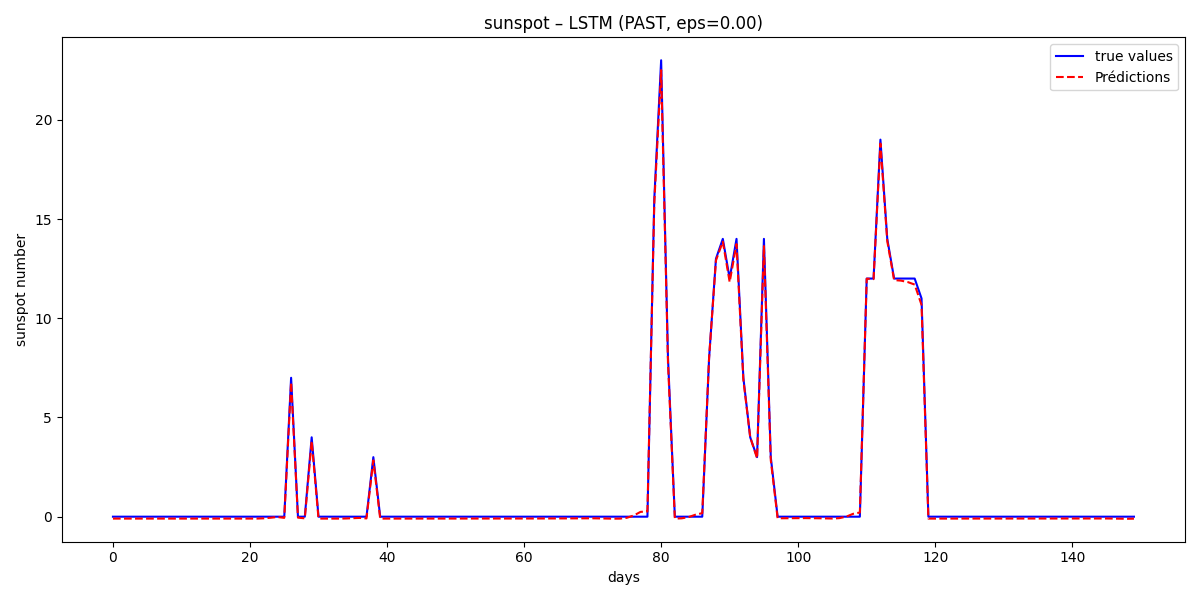 sunspot – LSTM (PAST, eps=0.00)
true values
Prédictions
sunspot number
20
15
10
5
0
0 20 40 60 80 100 120 140
days